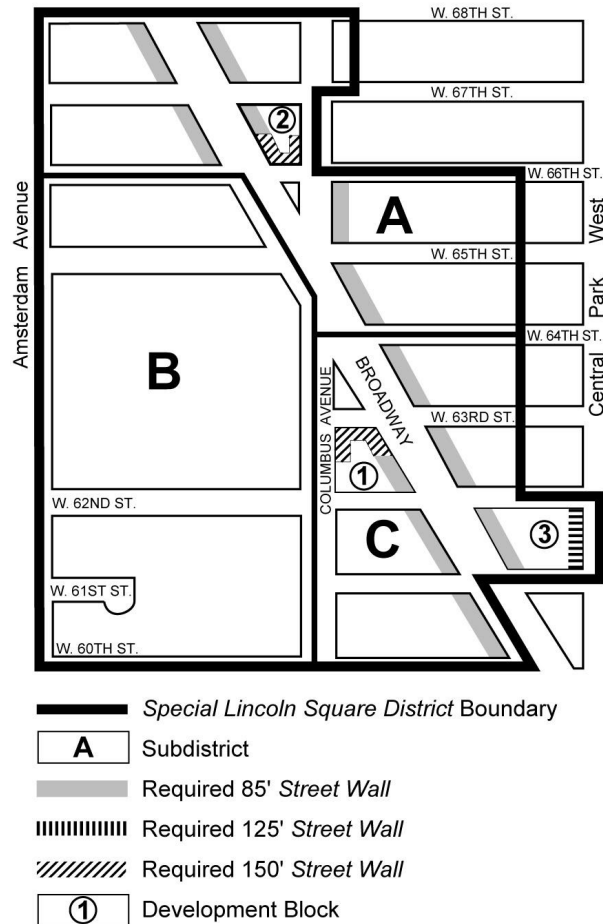 W. 68TH ST.
W. 67TH ST.
②
W. 66TH ST.
A
W. 65TH ST.
Amsterdam Avenue
Central Park West
W. 64TH ST.
B
BROADWAY
COLUMBUS AVENUE
W. 63RD ST.
①
W. 62ND ST.
C
③
W. 61ST ST.
W. 60TH ST.
Special Lincoln Square District Boundary
A Subdistrict
Required 85' Street Wall
Required 125' Street Wall
Required 150' Street Wall
① Development Block